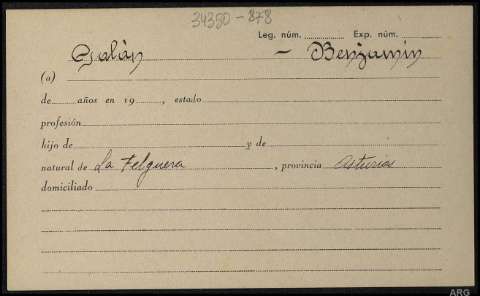 34350-878
Leg. núm. Exp. núm.
Galán - Benjamin
(a)
de años en 19 , estado
profesión
hijo de y de
natural de La Felguera , provincia Asturias
domiciliado
ARG